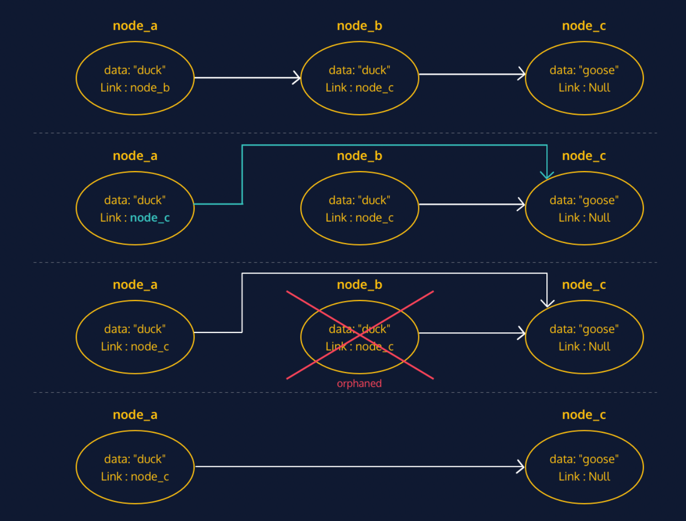 node_a
node_b
node_c
data: "duck"
Link : node_b
data: "duck"
Link : node_c
data: "goose"
Link : Null
node_a
node_b
node_c
data: "duck"
Link : node_c
data: "duck"
Link : node_c
data: "goose"
Link : Null
node_a
node_b
node_c
data: "duck"
Link : node_c
data: "duck"
Link : node_c
data: "goose"
Link : Null
orphaned
node_a
node_c
data: "duck"
Link : node_c
data: "goose"
Link : Null